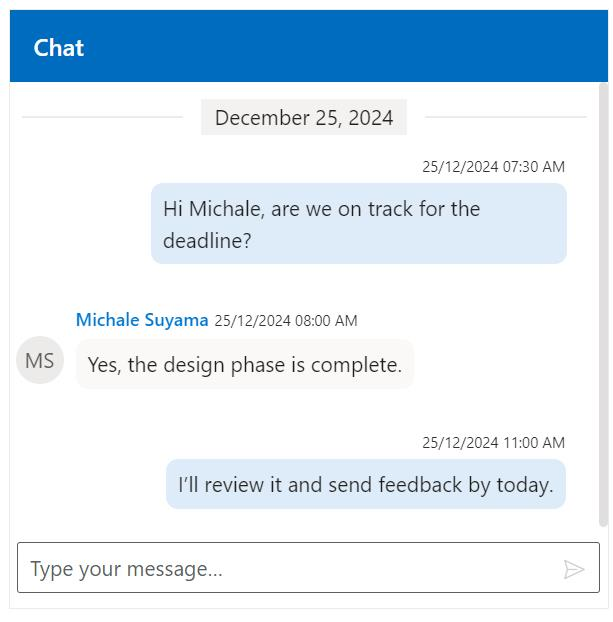 Chat
December 25, 2024
25/12/2024 07:30 AM
Hi Michale, are we on track for the
deadline?
Michale Suyama 25/12/2024 08:00 AM
MS
Yes, the design phase is complete.
25/12/2024 11:00 AM
I’ll review it and send feedback by today.
Type your message…